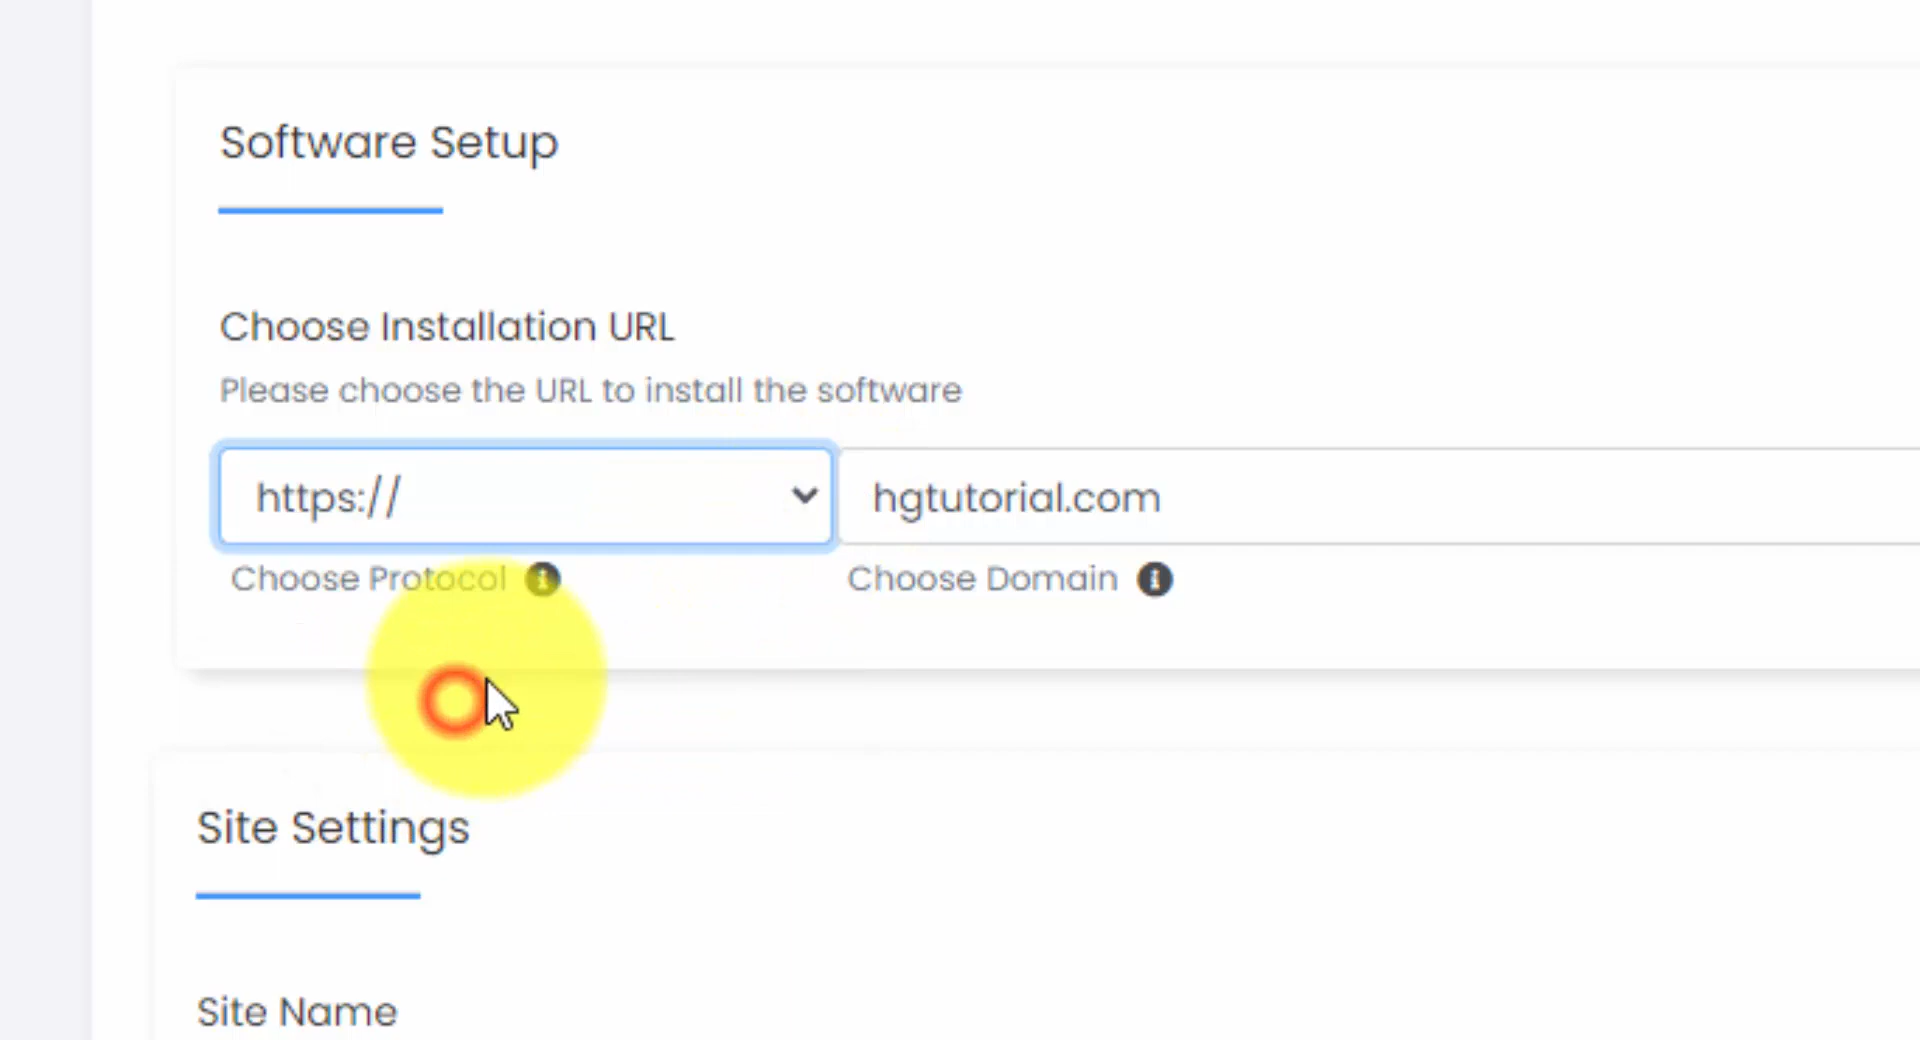 Software Setup
Choose Installation URL
Please choose the URL to install the software
https:// hgtutorial.com
Choose Protocol Choose Domain
Site Settings
Site Name